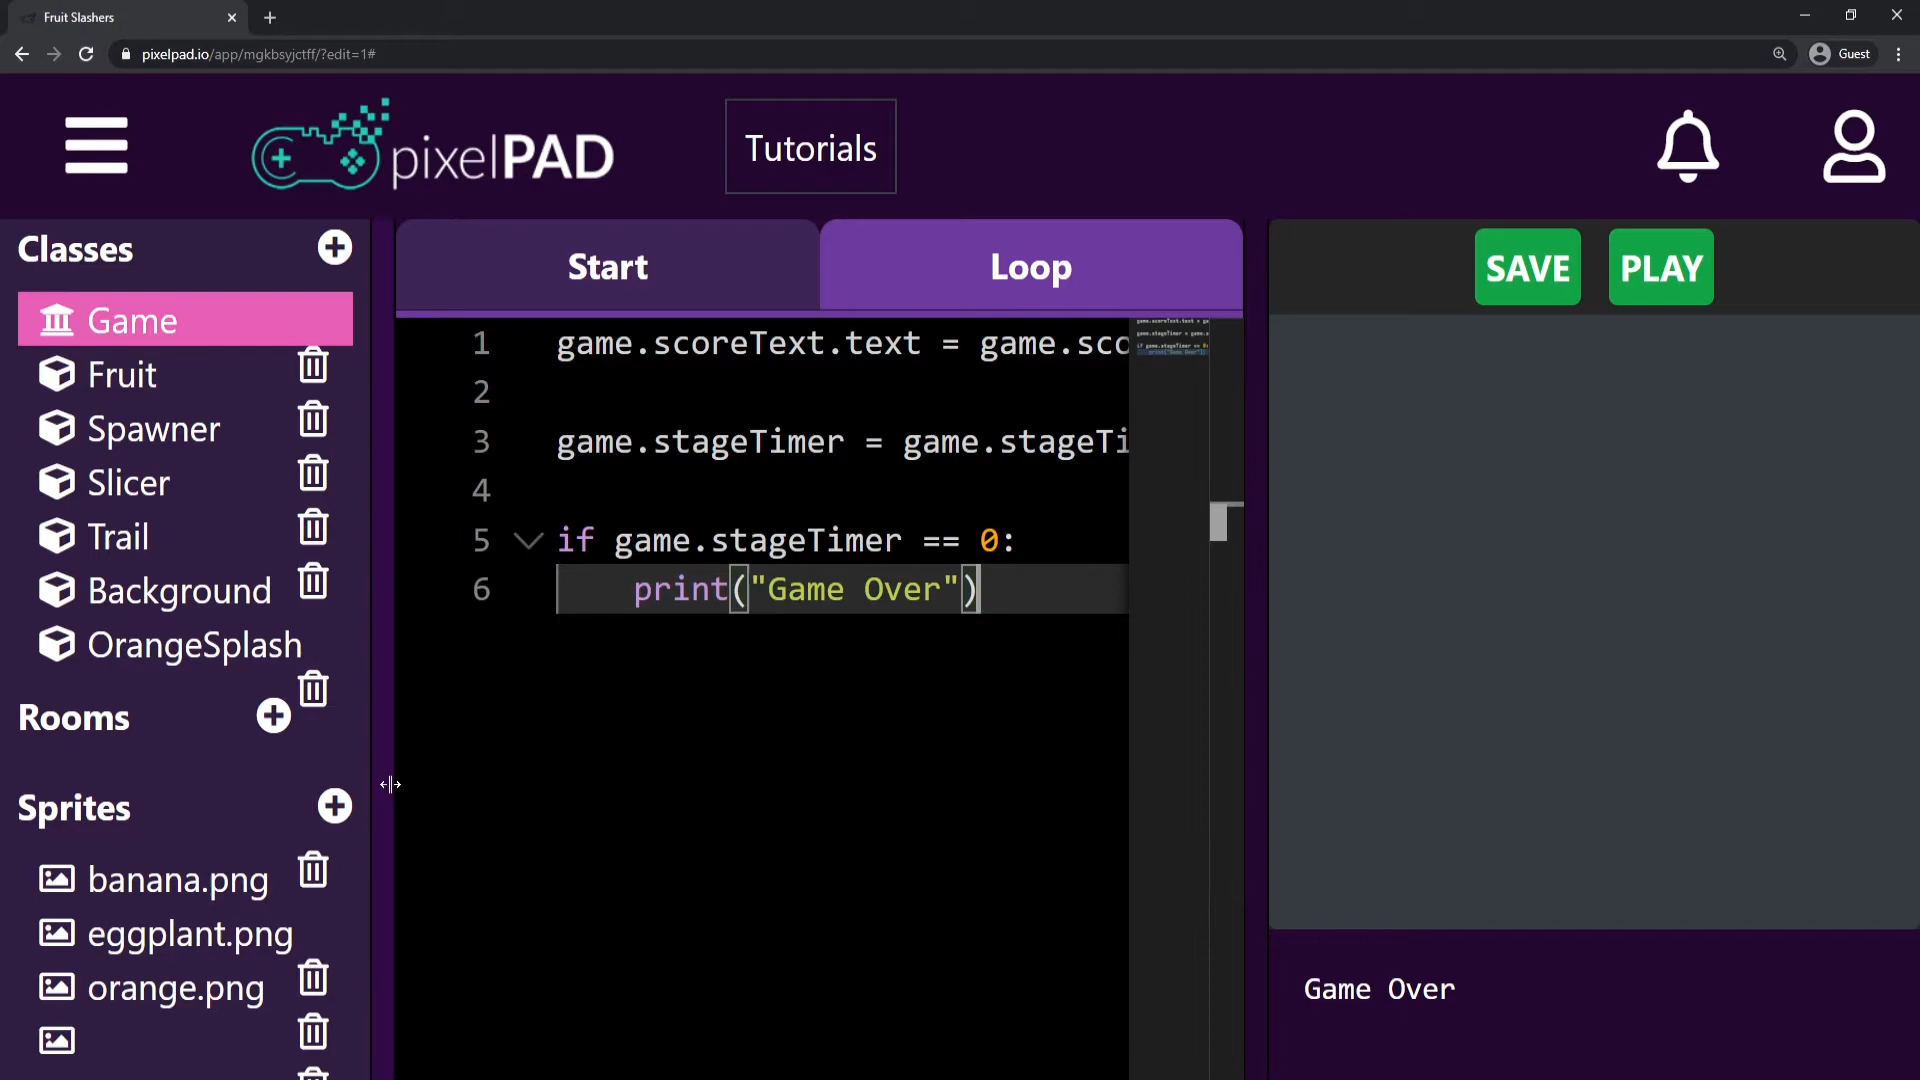 Fruit Slashers
pixelpad.io/app/mgkbsyjctff/?edit=1#
Guest
pixelPAD
Tutorials
Classes
Game
Fruit
Spawner
Slicer
Trail
Background
OrangeSplash
Rooms
Sprites
banana.png
eggplant.png
orange.png
Start
Loop
1 game.scoreText.text = game.sco
2
3 game.stageTimer = game.stageTi
4
5 if game.stageTimer == 0:
6 print("Game Over")
SAVE
PLAY
Game Over